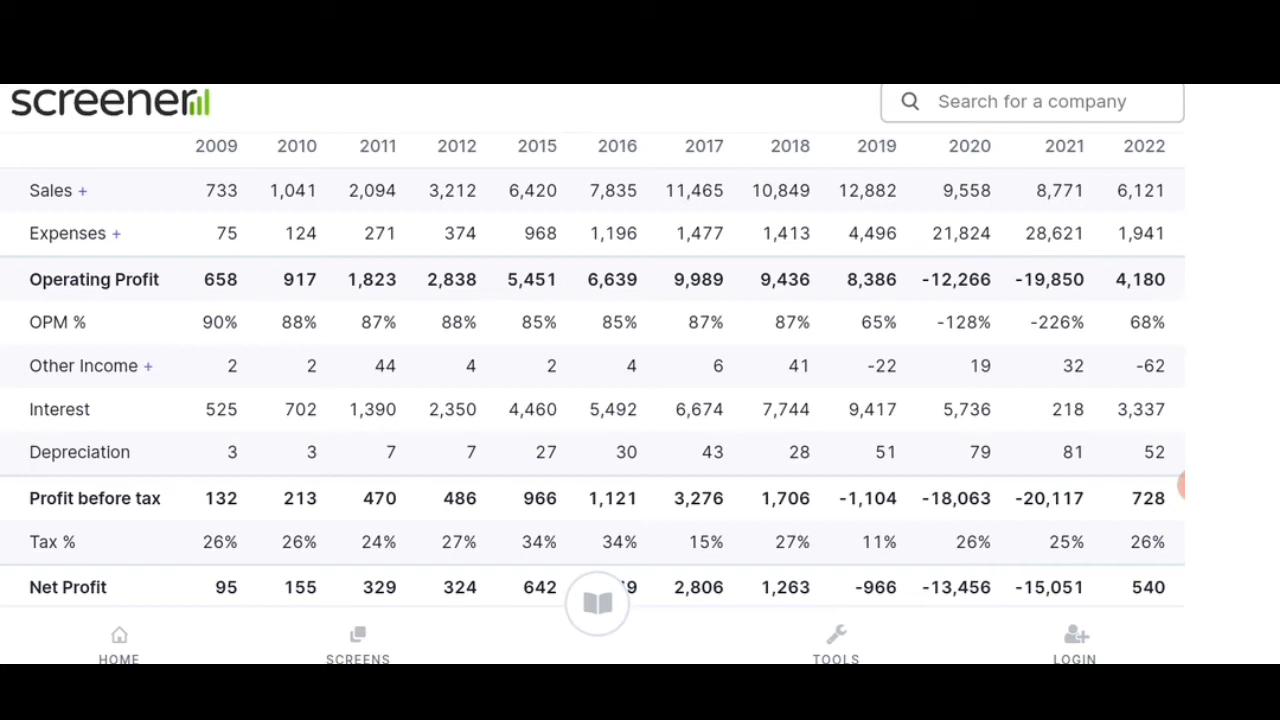 screener
Search for a company
2009 2010 2011 2012 2015 2016 2017 2018 2019 2020 2021 2022
Sales + 733 1,041 2,094 3,212 6,420 7,835 11,465 10,849 12,882 9,558 8,771 6,121
Expenses + 75 124 271 374 968 1,196 1,477 1,413 4,496 21,824 28,621 1,941
Operating Profit 658 917 1,823 2,838 5,451 6,639 9,989 9,436 8,386 -12,266 -19,850 4,180
OPM % 90% 88% 87% 88% 85% 85% 87% 87% 65% -128% -226% 68%
Other Income + 2 2 44 4 2 4 6 41 -22 19 32 -62
Interest 525 702 1,390 2,350 4,460 5,492 6,674 7,744 9,417 5,736 218 3,337
Depreciation 3 3 7 7 27 30 43 28 51 79 81 52
Profit before tax 132 213 470 486 966 1,121 3,276 1,706 -1,104 -18,063 -20,117 728
Tax % 26% 26% 24% 27% 34% 34% 15% 27% 11% 26% 25% 26%
Net Profit 95 155 329 324 642 2,806 1,263 -966 -13,456 -15,051 540
HOME SCREENS TOOLS LOGIN